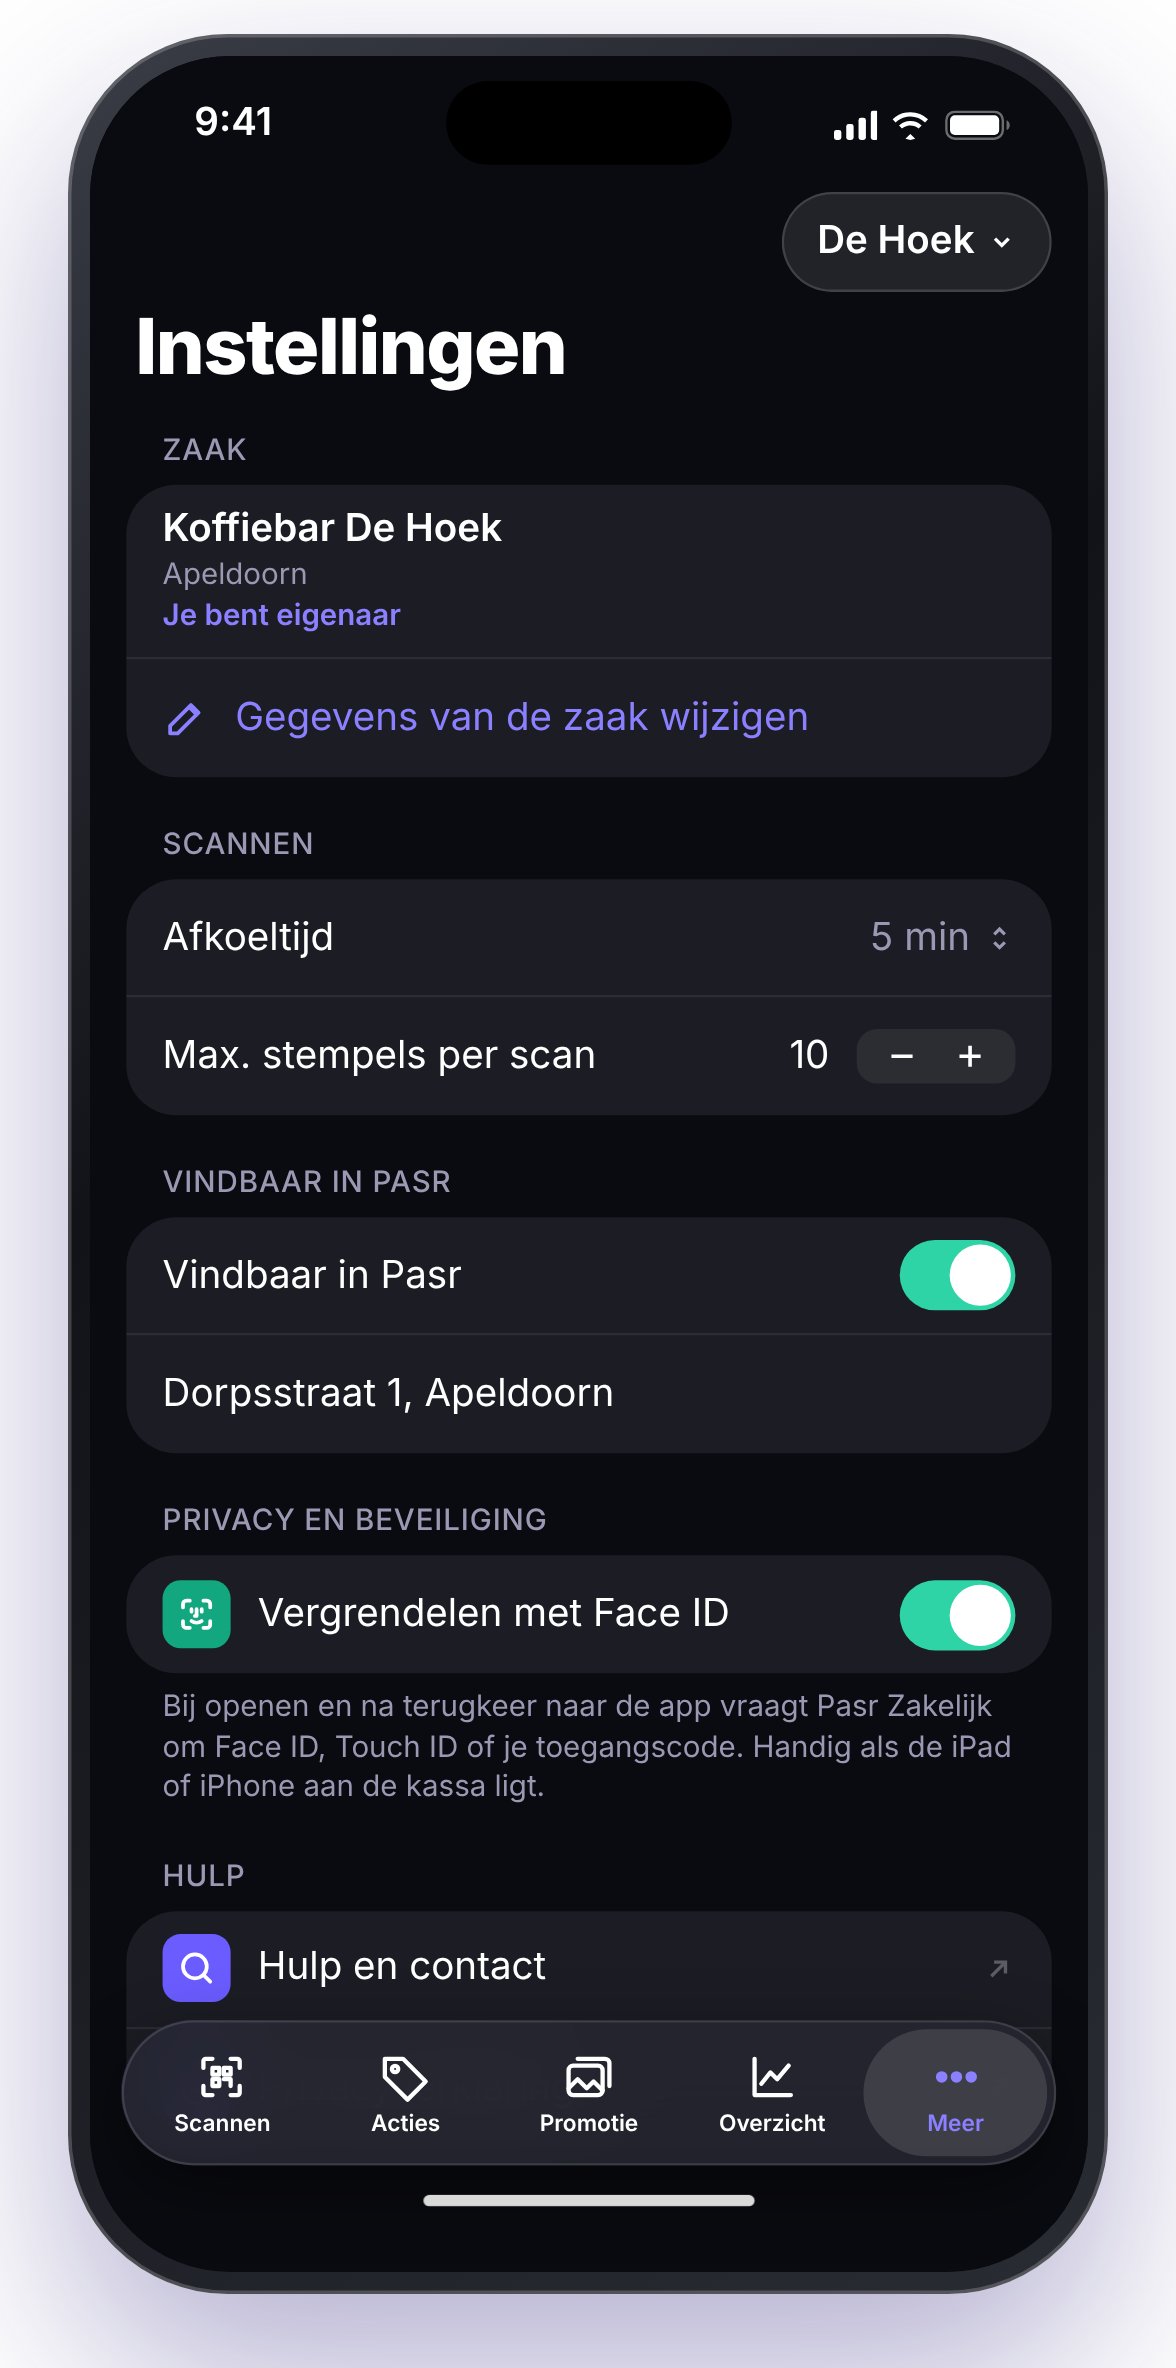 9:41
De Hoek
Instellingen
ZAAK
Koffiebar De Hoek
Apeldoorn
Je bent eigenaar
Gegevens van de zaak wijzigen
SCANNEN
Afkoeltijd 5 min
Max. stempels per scan 10 − +
VINDBAAR IN PASR
Vindbaar in Pasr
Dorpsstraat 1, Apeldoorn
PRIVACY EN BEVEILIGING
Vergrendelen met Face ID
Bij openen en na terugkeer naar de app vraagt Pasr Zakelijk
om Face ID, Touch ID of je toegangscode. Handig als de iPad
of iPhone aan de kassa ligt.
HULP
Hulp en contact
Scannen Acties Promotie Overzicht Meer